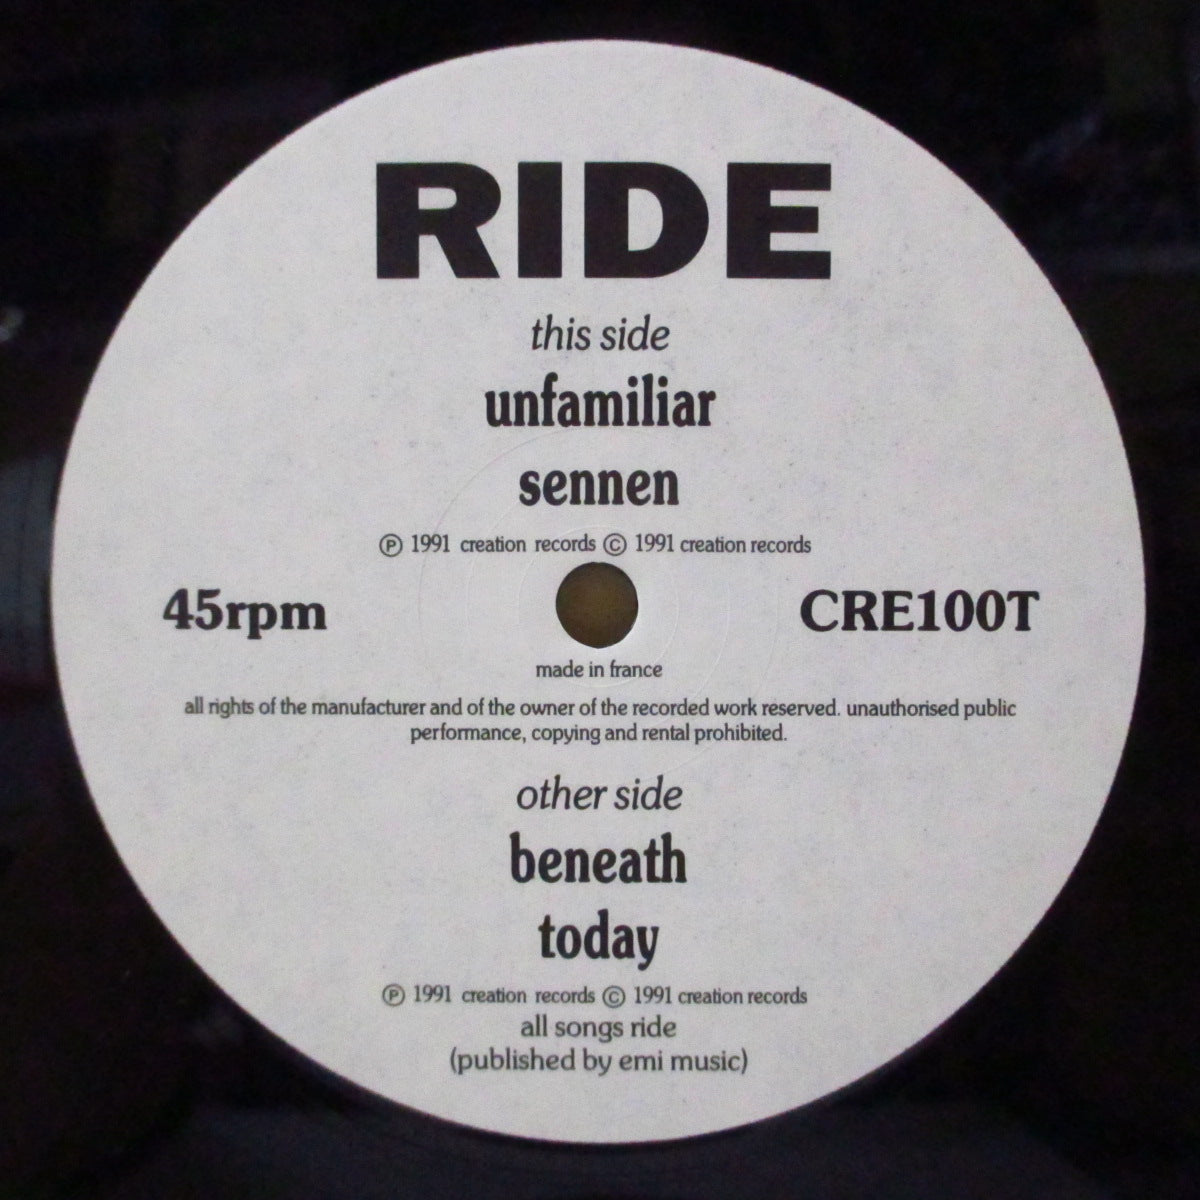 RIDE
this side
unfamiliar
sennen
Ⓟ 1991 creation records © 1991 creation records
45rpm
CRE100T
made in france
all rights of the manufacturer and of the owner of the recorded work reserved. unauthorised public
performance, copying and rental prohibited.
other side
beneath
today
Ⓟ 1991 creation records © 1991 creation records
all songs ride
(published by emi music)